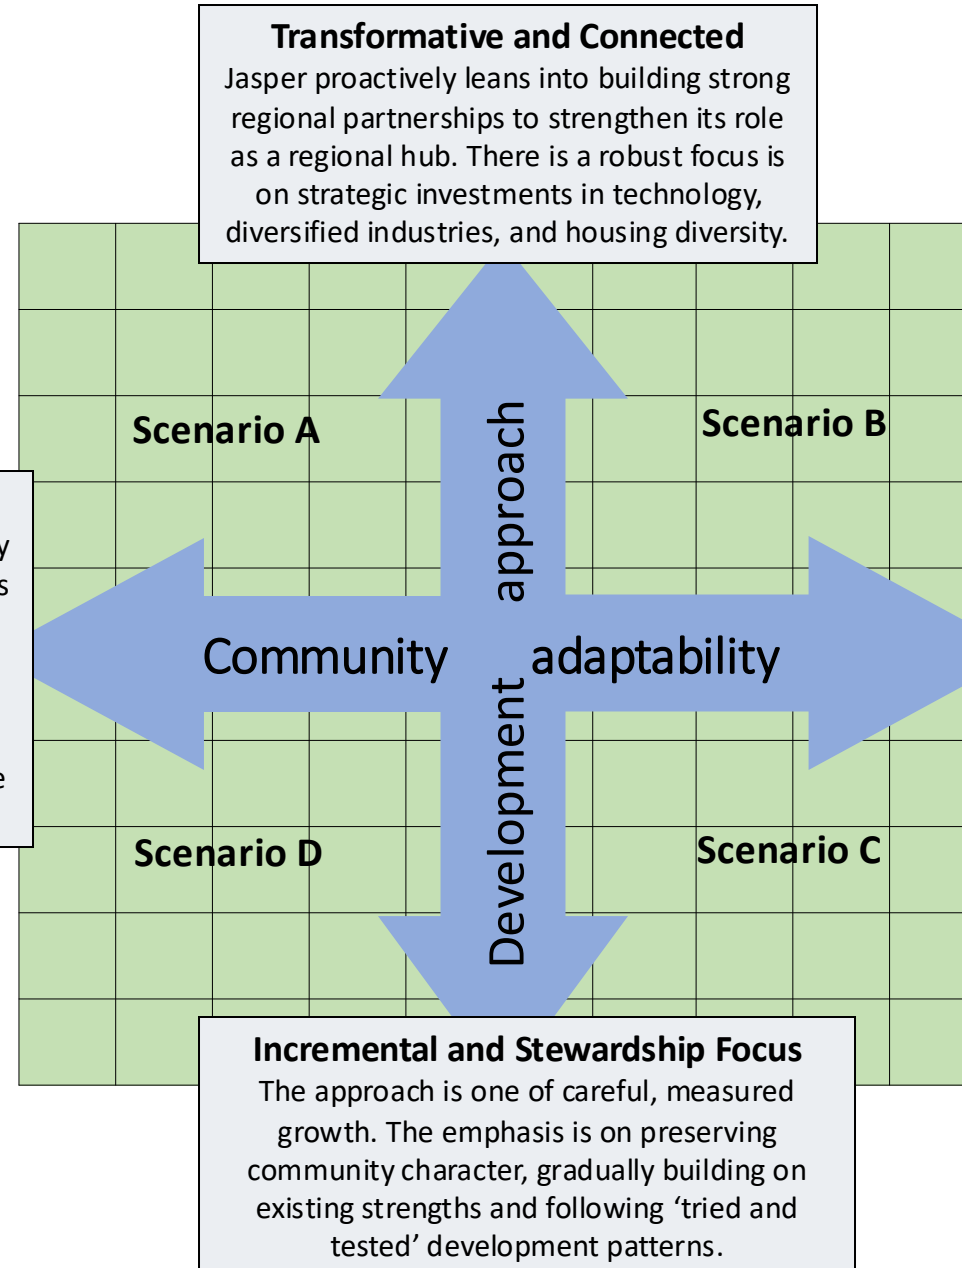 Transformative and Connected
Jasper proactively leans into building strong
regional partnerships to strengthen its role
as a regional hub. There is a robust focus is
on strategic investments in technology,
diversified industries, and housing diversity.
Scenario A
Scenario B
Development approach
Community adaptability
Scenario D
Scenario C
Incremental and Stewardship Focus
The approach is one of careful, measured
growth. The emphasis is on preserving
community character, gradually building on
existing strengths and following ‘tried and
tested’ development patterns.